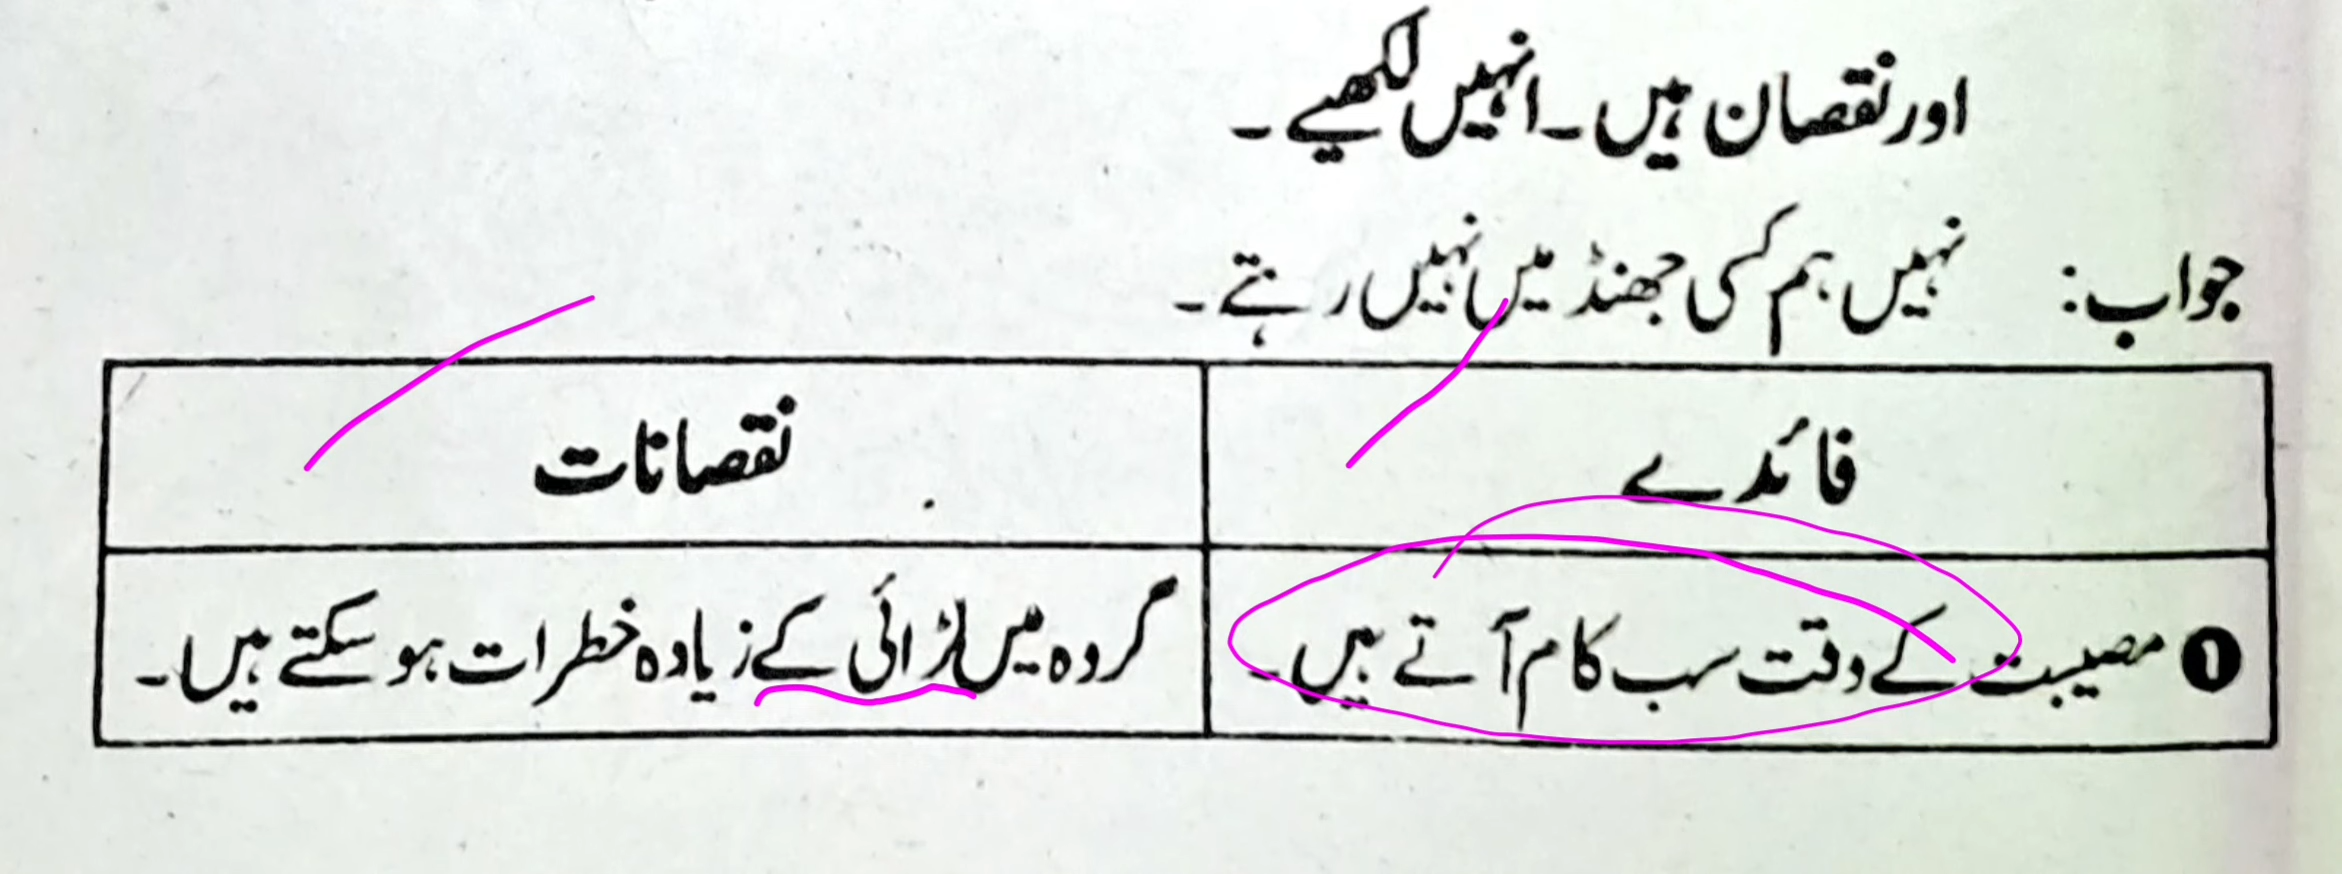 اور نقصان ہیں۔ انہیں لکھیے۔
جواب: نہیں ہم کسی جھنڈ میں نہیں رہتے۔
فائدے نقصانات
❶ مصیبت کے وقت سب کام آتے ہیں۔ گروہ میں لڑائی کے زیادہ خطرات ہو سکتے ہیں۔